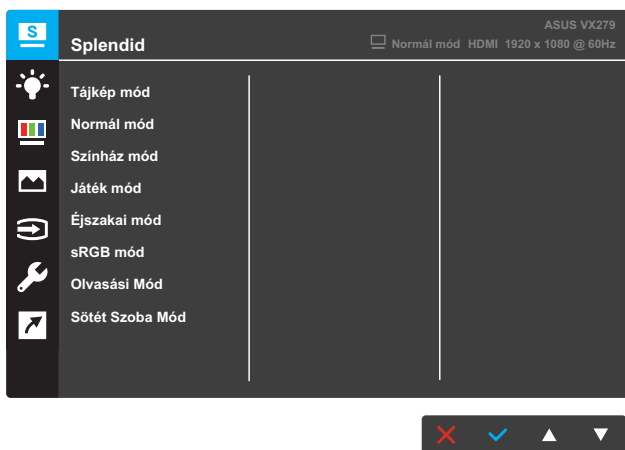 S
Splendid
ASUS VX279
Normál mód HDMI 1920 x 1080 @ 60Hz
Tájkép mód
Normál mód
Színház mód
Játék mód
Éjszakai mód
sRGB mód
Olvasási Mód
Sötét Szoba Mód